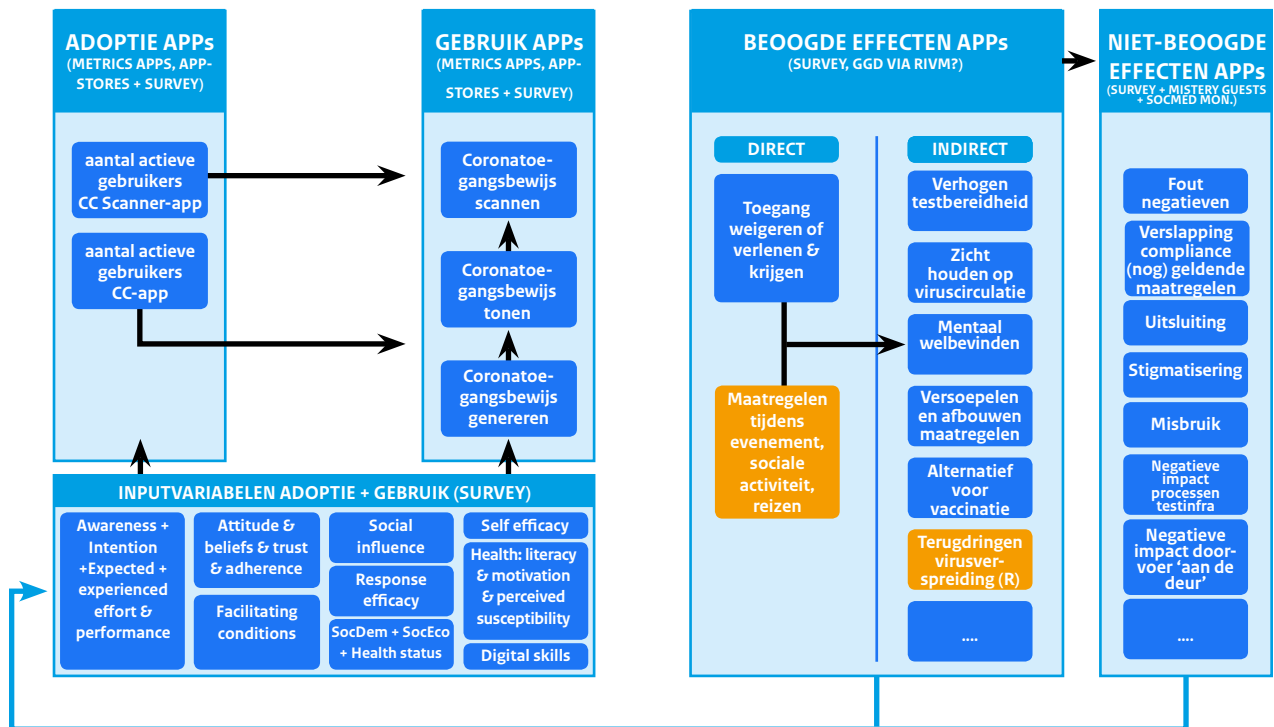 ADOPTIE APPs
(METRICS APPS, APP-
STORES + SURVEY)
aantal actieve
gebruikers
CC Scanner-app
aantal actieve
gebruikers
CC-app
GEBRUIK APPs
(METRICS APPS, APP-
STORES + SURVEY)
Coronatoe-
gangsbewijs
scannen
Coronatoe-
gangsbewijs
tonen
Coronatoe-
gangsbewijs
genereren
INPUTVARIABELEN ADOPTIE + GEBRUIK (SURVEY)
Awareness +
Intention
+Expected +
experienced
effort &
performance
Attitude &
beliefs & trust
& adherence
Facilitating
conditions
Social
influence
Response
efficacy
SocDem + SocEco
+ Health status
Self efficacy
Health: literacy
& motivation
& perceived
susceptibility
Digital skills
BEOOGDE EFFECTEN APPs
(SURVEY, GGD VIA RIVM?)
DIRECT
Toegang
weigeren of
verlenen &
krijgen
Maatregelen
tijdens
evenement,
sociale
activiteit,
reizen
INDIRECT
Verhogen
testbereidheid
Zicht
houden op
viruscirculatie
Mentaal
welbevinden
Versoepelen
en afbouwen
maatregelen
Alternatief
voor
vaccinatie
Terugdringen
virusver-
spreiding (R)
....
NIET-BEOOGDE
EFFECTEN APPs
(SURVEY + MISTERY GUESTS
+ SOCMED MON.)
Fout
negatieven
Verslapping
compliance
(nog) geldende
maatregelen
Uitsluiting
Stigmatisering
Misbruik
Negatieve
impact
processen
testinfra
Negatieve
impact door-
voer ‘aan de
deur’
....